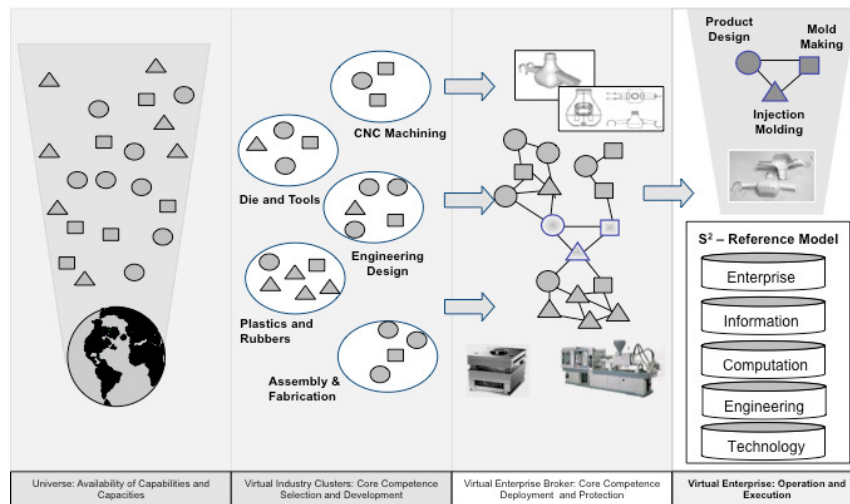 CNC Machining
Die and Tools
Engineering
Design
Plastics and
Rubbers
Assembly &
Fabrication
Product
Design
Mold
Making
Injection
Molding
S² – Reference Model
Enterprise
Information
Computation
Engineering
Technology
Universe: Availability of Capabilities and
Capacities
Virtual Industry Clusters: Core Competence
Selection and Development
Virtual Enterprise Broker: Core Competence
Deployment and Protection
Virtual Enterprise: Operation and
Execution